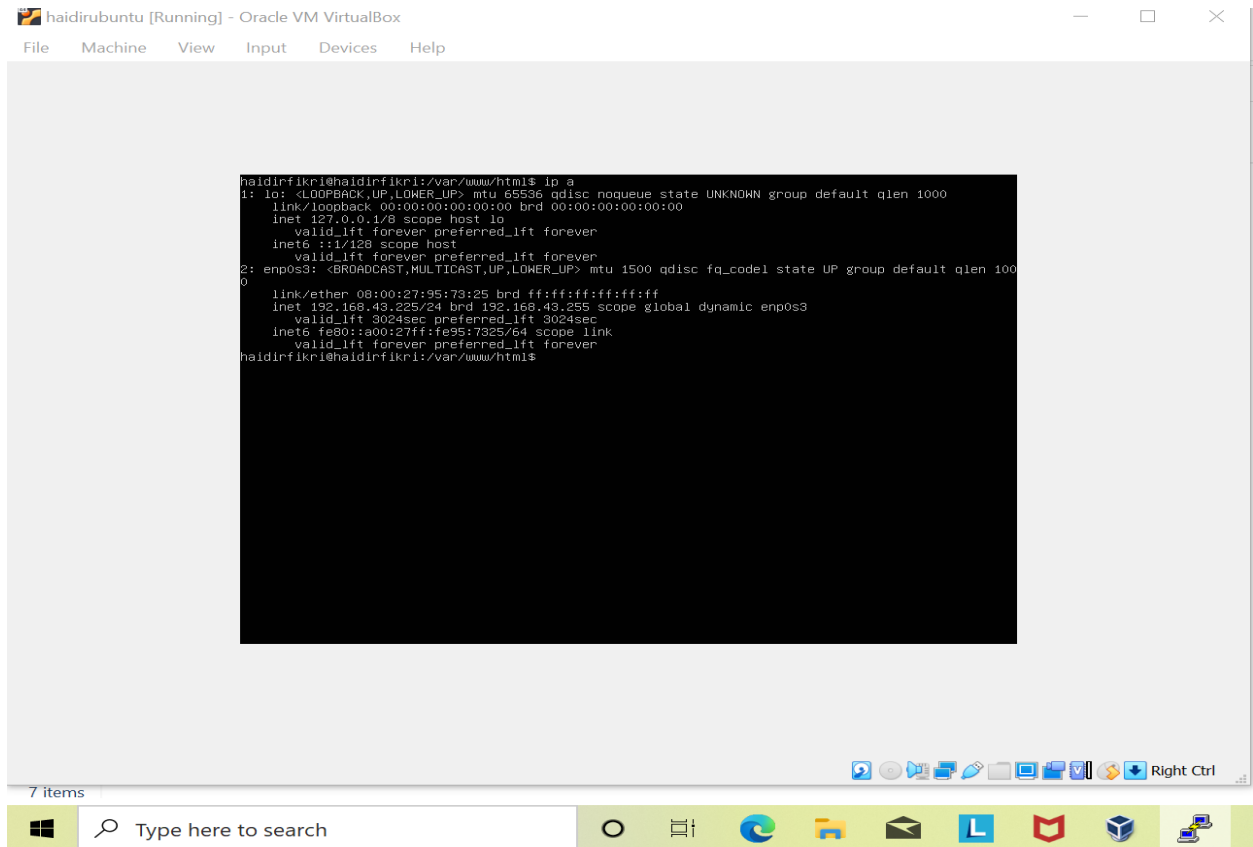 haidirubuntu [Running] - Oracle VM VirtualBox
File Machine View Input Devices Help
haidirfikri@haidirfikri:/var/www/html$ ip a
1: lo: <LOOPBACK,UP,LOWER_UP> mtu 65536 qdisc noqueue state UNKNOWN group default qlen 1000
link/loopback 00:00:00:00:00:00 brd 00:00:00:00:00:00
inet 127.0.0.1/8 scope host lo
valid_lft forever preferred_lft forever
inet6 ::1/128 scope host
valid_lft forever preferred_lft forever
2: enp0s3: <BROADCAST,MULTICAST,UP,LOWER_UP> mtu 1500 qdisc fq_codel state UP group default qlen 100
0
link/ether 08:00:27:95:73:25 brd ff:ff:ff:ff:ff:ff
inet 192.168.43.225/24 brd 192.168.43.255 scope global dynamic enp0s3
valid_lft 3024sec preferred_lft 3024sec
inet6 fe80::a00:27ff:fe95:7325/64 scope link
valid_lft forever preferred_lft forever
haidirfikri@haidirfikri:/var/www/html$
Right Ctrl
7 items
Type here to search
L